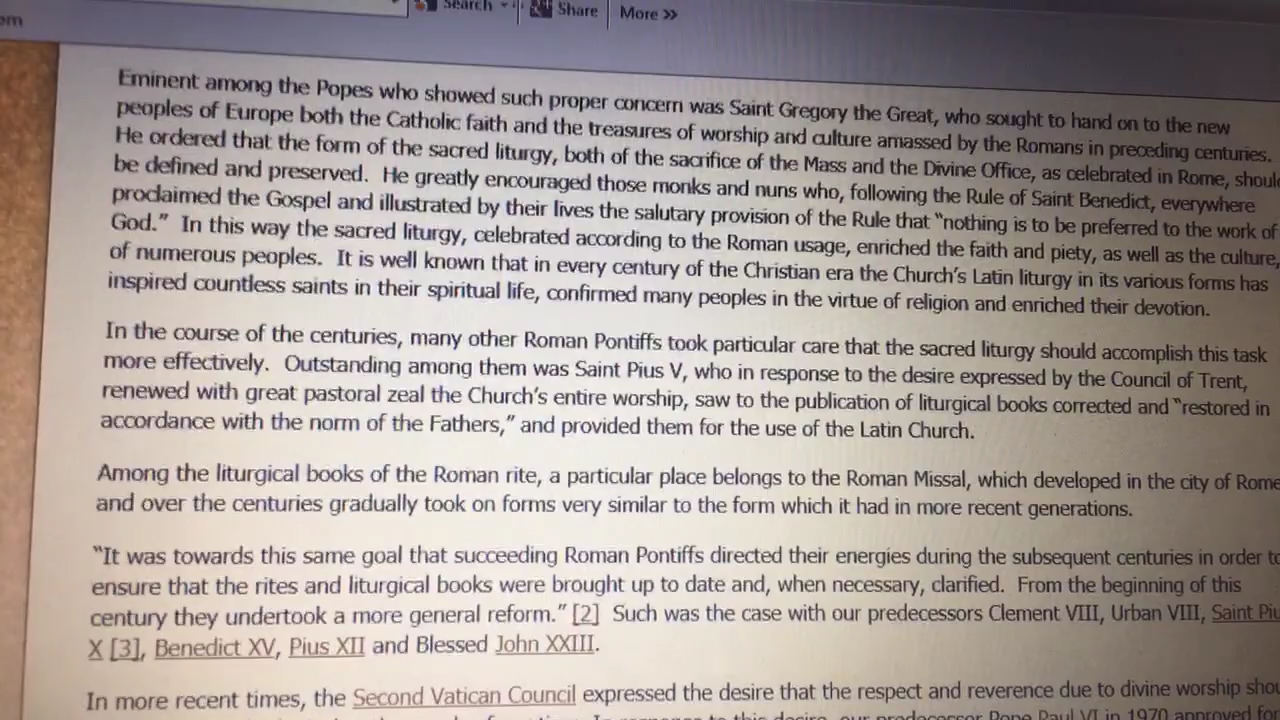 om
Search
Share
More >>
Eminent among the Popes who showed such proper concern was Saint Gregory the Great, who sought to hand on to the new
peoples of Europe both the Catholic faith and the treasures of worship and culture amassed by the Romans in preceding centuries.
He ordered that the form of the sacred liturgy, both of the sacrifice of the Mass and the Divine Office, as celebrated in Rome, shoul
be defined and preserved.  He greatly encouraged those monks and nuns who, following the Rule of Saint Benedict, everywhere
proclaimed the Gospel and illustrated by their lives the salutary provision of the Rule that “nothing is to be preferred to the work of
God.”  In this way the sacred liturgy, celebrated according to the Roman usage, enriched the faith and piety, as well as the culture,
of numerous peoples.  It is well known that in every century of the Christian era the Church’s Latin liturgy in its various forms has
inspired countless saints in their spiritual life, confirmed many peoples in the virtue of religion and enriched their devotion.
In the course of the centuries, many other Roman Pontiffs took particular care that the sacred liturgy should accomplish this task
more effectively.  Outstanding among them was Saint Pius V, who in response to the desire expressed by the Council of Trent,
renewed with great pastoral zeal the Church’s entire worship, saw to the publication of liturgical books corrected and “restored in
accordance with the norm of the Fathers,” and provided them for the use of the Latin Church.
Among the liturgical books of the Roman rite, a particular place belongs to the Roman Missal, which developed in the city of Rome
and over the centuries gradually took on forms very similar to the form which it had in more recent generations.
“It was towards this same goal that succeeding Roman Pontiffs directed their energies during the subsequent centuries in order to
ensure that the rites and liturgical books were brought up to date and, when necessary, clarified.  From the beginning of this
century they undertook a more general reform.” [2]  Such was the case with our predecessors Clement VIII, Urban VIII, Saint Piu
X [3], Benedict XV, Pius XII and Blessed John XXIII.
In more recent times, the Second Vatican Council expressed the desire that the respect and reverence due to divine worship shou
this desire, our predecessor Pope Paul VI in 1970 approved for